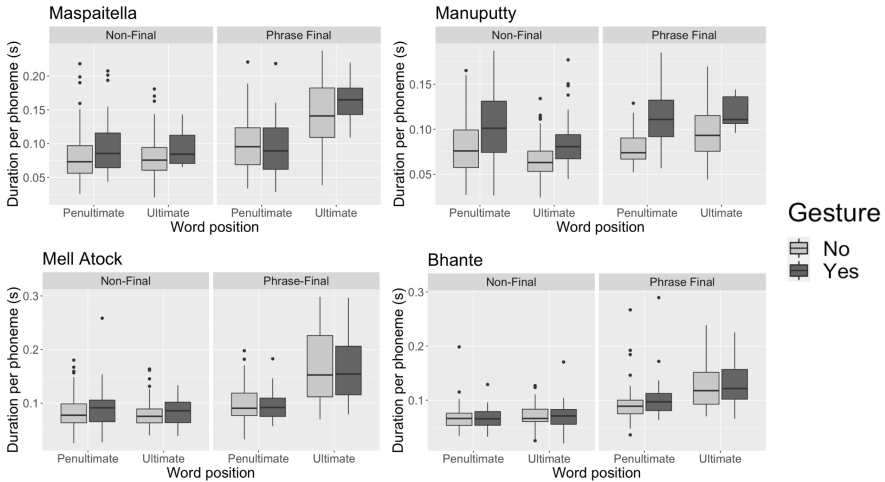 Maspaitella
Non-Final
Phrase Final
Duration per phoneme (s)
0.20
0.15
0.10
0.05
Penultimate
Ultimate
Penultimate
Ultimate
Word position
Manuputty
Non-Final
Phrase Final
Duration per phoneme (s)
0.15
0.10
0.05
Penultimate
Ultimate
Penultimate
Ultimate
Word position
Mell Atock
Non-Final
Phrase-Final
Duration per phoneme (s)
0.3
0.2
0.1
Penultimate
Ultimate
Penultimate
Ultimate
Word position
Bhante
Non-Final
Phrase Final
Duration per phoneme (s)
0.3
0.2
0.1
Penultimate
Ultimate
Penultimate
Ultimate
Word position
Gesture
No
Yes